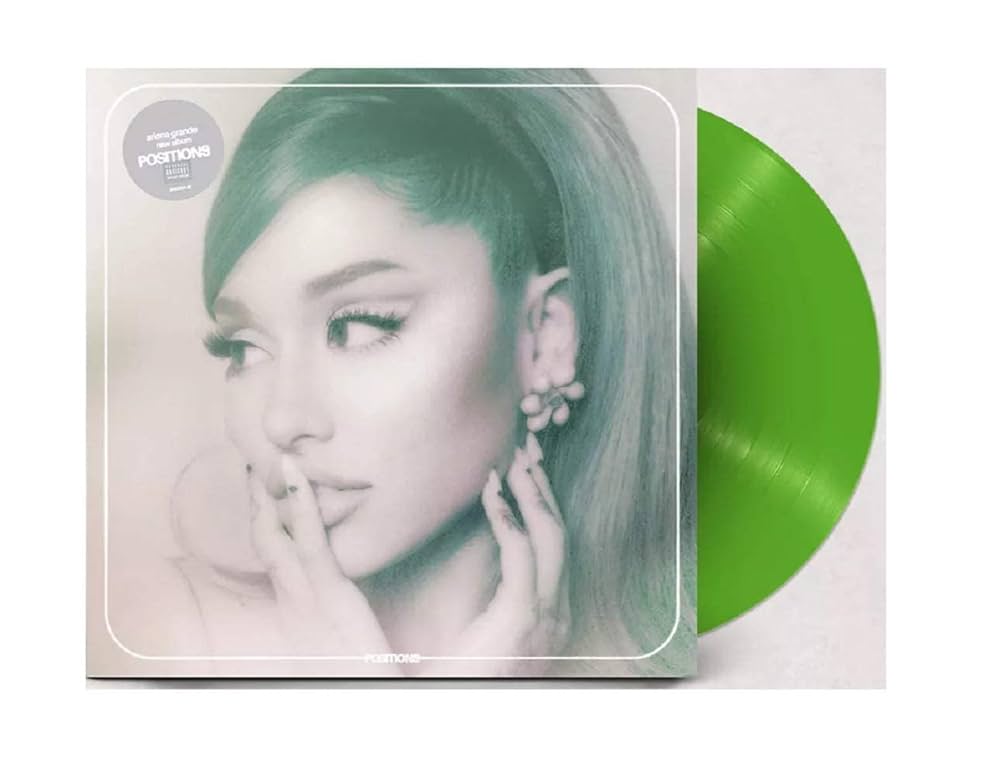 ariana grande
new album
POSITIONS
PARENTAL
ADVISORY
EXPLICIT CONTENT
POSITIONS